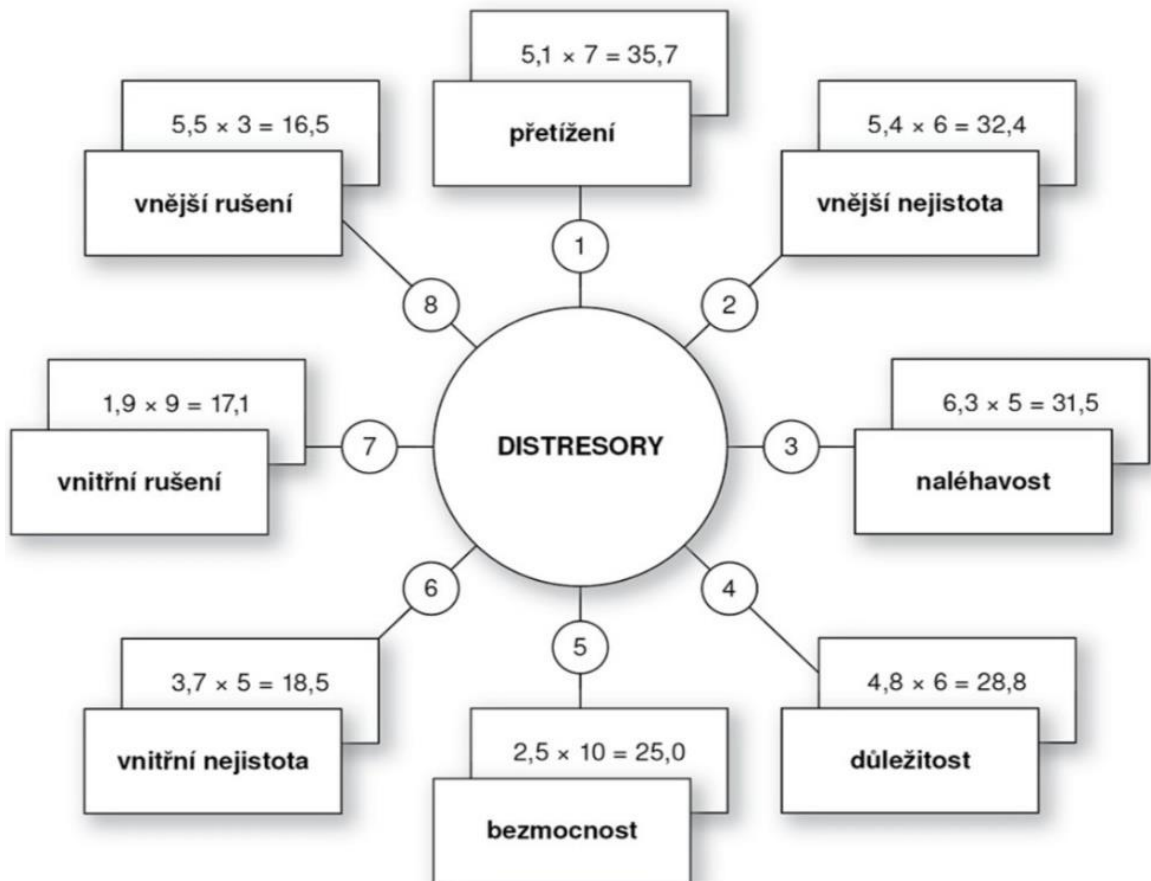 5,1 × 7 = 35,7
přetížení
1
5,4 × 6 = 32,4
vnější nejistota
2
6,3 × 5 = 31,5
naléhavost
3
4,8 × 6 = 28,8
důležitost
4
2,5 × 10 = 25,0
bezmocnost
5
3,7 × 5 = 18,5
vnitřní nejistota
6
1,9 × 9 = 17,1
vnitřní rušení
7
5,5 × 3 = 16,5
vnější rušení
8
DISTRESORY